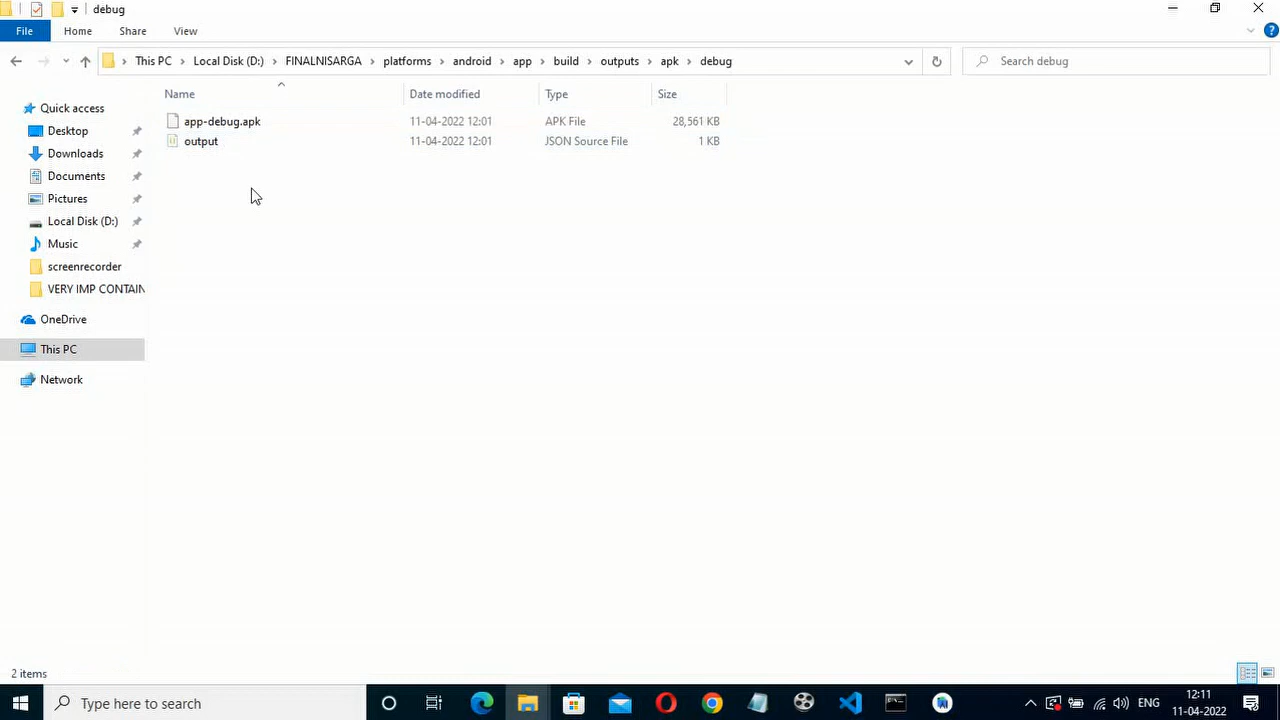 debug
File Home Share View
This PC Local Disk (D:) FINALNISARGA platforms android app build outputs apk debug
Search debug
Name Date modified Type Size
app-debug.apk 11-04-2022 12:01 APK File 28,561 KB
output 11-04-2022 12:01 JSON Source File 1 KB
Quick access
Desktop
Downloads
Documents
Pictures
Local Disk (D:)
Music
screenrecorder
VERY IMP CONTAIN
OneDrive
This PC
Network
2 items
Type here to search
ENG
12:11
11-04-2022